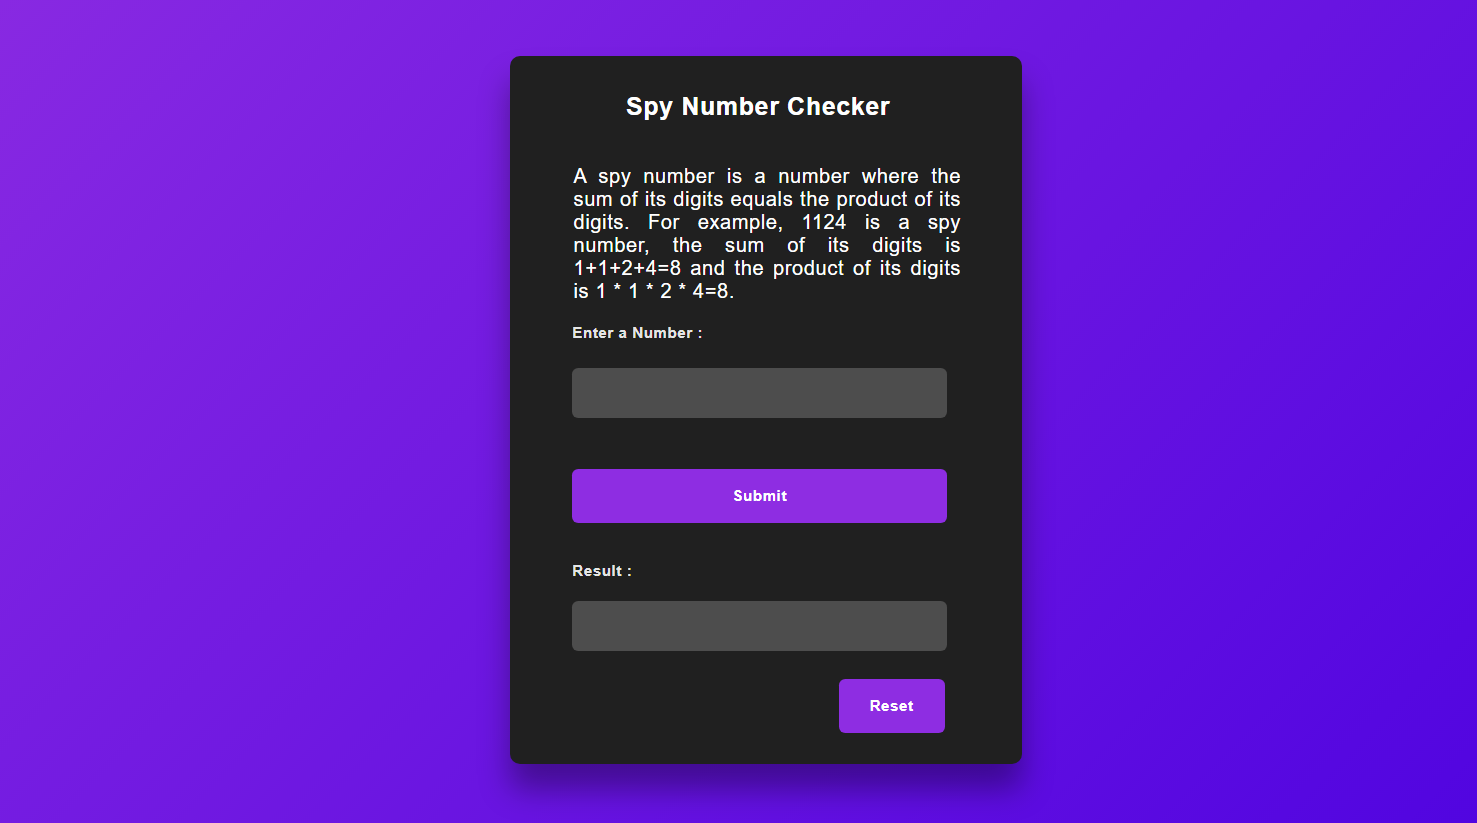 Spy Number Checker
A spy number is a number where the
sum of its digits equals the product of its
digits. For example, 1124 is a spy
number, the sum of its digits is
1+1+2+4=8 and the product of its digits
is 1 * 1 * 2 * 4=8.
Enter a Number :
Submit
Result :
Reset